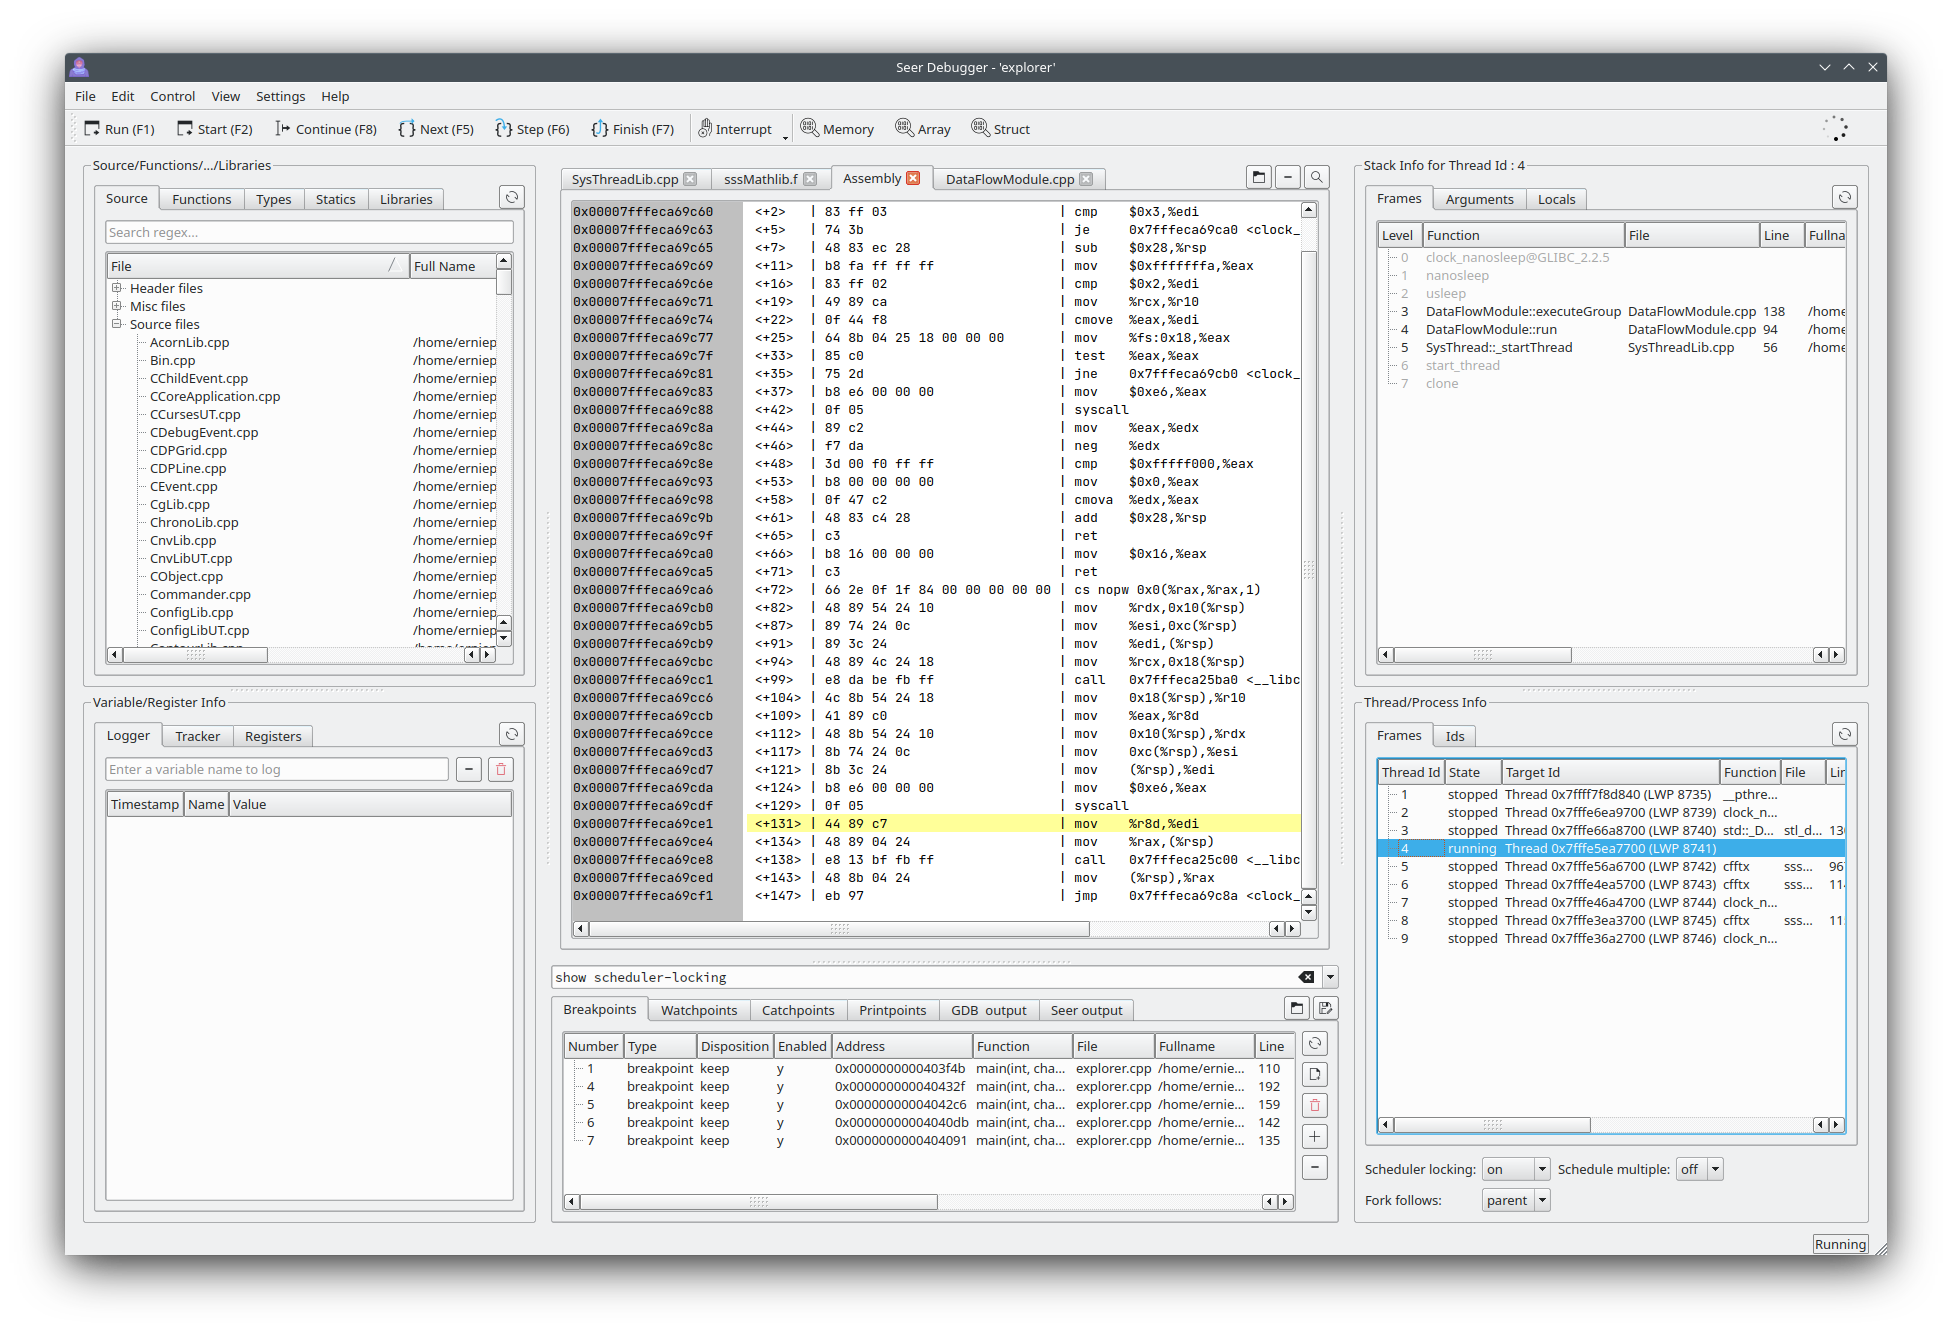 Seer Debugger - 'explorer'
File Edit Control View Settings Help
Run (F1) Start (F2) Continue (F8) Next (F5) Step (F6) Finish (F7) Interrupt Memory Array Struct
Source/Functions/.../Libraries
Source Functions Types Statics Libraries
Search regex...
File Full Name
Header files
Misc files
Source files
AcornLib.cpp /home/erniep
Bin.cpp /home/erniep
CChildEvent.cpp /home/erniep
CCoreApplication.cpp /home/erniep
CCursesUT.cpp /home/erniep
CDebugEvent.cpp /home/erniep
CDPGrid.cpp /home/erniep
CDPLine.cpp /home/erniep
CEvent.cpp /home/erniep
CgLib.cpp /home/erniep
ChronoLib.cpp /home/erniep
CnvLib.cpp /home/erniep
CnvLibUT.cpp /home/erniep
CObject.cpp /home/erniep
Commander.cpp /home/erniep
ConfigLib.cpp /home/erniep
ConfigLibUT.cpp /home/erniep
Variable/Register Info
Logger Tracker Registers
Enter a variable name to log
Timestamp Name Value
SysThreadLib.cpp sssMathlib.f Assembly DataFlowModule.cpp
0x00007fffeca69c60 <+2> | 83 ff 03 | cmp $0x3,%edi
0x00007fffeca69c63 <+5> | 74 3b | je 0x7fffeca69ca0 <clock_
0x00007fffeca69c65 <+7> | 48 83 ec 28 | sub $0x28,%rsp
0x00007fffeca69c69 <+11> | b8 fa ff ff ff | mov $0xfffffffa,%eax
0x00007fffeca69c6e <+16> | 83 ff 02 | cmp $0x2,%edi
0x00007fffeca69c71 <+19> | 49 89 ca | mov %rcx,%r10
0x00007fffeca69c74 <+22> | 0f 44 f8 | cmove %eax,%edi
0x00007fffeca69c77 <+25> | 64 8b 04 25 18 00 00 00 | mov %fs:0x18,%eax
0x00007fffeca69c7f <+33> | 85 c0 | test %eax,%eax
0x00007fffeca69c81 <+35> | 75 2d | jne 0x7fffeca69cb0 <clock_
0x00007fffeca69c83 <+37> | b8 e6 00 00 00 | mov $0xe6,%eax
0x00007fffeca69c88 <+42> | 0f 05 | syscall
0x00007fffeca69c8a <+44> | 89 c2 | mov %eax,%edx
0x00007fffeca69c8c <+46> | f7 da | neg %edx
0x00007fffeca69c8e <+48> | 3d 00 f0 ff ff | cmp $0xfffff000,%eax
0x00007fffeca69c93 <+53> | b8 00 00 00 00 | mov $0x0,%eax
0x00007fffeca69c98 <+58> | 0f 47 c2 | cmova %edx,%eax
0x00007fffeca69c9b <+61> | 48 83 c4 28 | add $0x28,%rsp
0x00007fffeca69c9f <+65> | c3 | ret
0x00007fffeca69ca0 <+66> | b8 16 00 00 00 | mov $0x16,%eax
0x00007fffeca69ca5 <+71> | c3 | ret
0x00007fffeca69ca6 <+72> | 66 2e 0f 1f 84 00 00 00 00 00 | cs nopw 0x0(%rax,%rax,1)
0x00007fffeca69cb0 <+82> | 48 89 54 24 10 | mov %rdx,0x10(%rsp)
0x00007fffeca69cb5 <+87> | 89 74 24 0c | mov %esi,0xc(%rsp)
0x00007fffeca69cb9 <+91> | 89 3c 24 | mov %edi,(%rsp)
0x00007fffeca69cbc <+94> | 48 89 4c 24 18 | mov %rcx,0x18(%rsp)
0x00007fffeca69cc1 <+99> | e8 da be fb ff | call 0x7fffeca25ba0 <__libc
0x00007fffeca69cc6 <+104> | 4c 8b 54 24 18 | mov 0x18(%rsp),%r10
0x00007fffeca69ccb <+109> | 41 89 c0 | mov %eax,%r8d
0x00007fffeca69cce <+112> | 48 8b 54 24 10 | mov 0x10(%rsp),%rdx
0x00007fffeca69cd3 <+117> | 8b 74 24 0c | mov 0xc(%rsp),%esi
0x00007fffeca69cd7 <+121> | 8b 3c 24 | mov (%rsp),%edi
0x00007fffeca69cda <+124> | b8 e6 00 00 00 | mov $0xe6,%eax
0x00007fffeca69cdf <+129> | 0f 05 | syscall
0x00007fffeca69ce1 <+131> | 44 89 c7 | mov %r8d,%edi
0x00007fffeca69ce4 <+134> | 48 89 04 24 | mov %rax,(%rsp)
0x00007fffeca69ce8 <+138> | e8 13 bf fb ff | call 0x7fffeca25c00 <__libc
0x00007fffeca69ced <+143> | 48 8b 04 24 | mov (%rsp),%rax
0x00007fffeca69cf1 <+147> | eb 97 | jmp 0x7fffeca69c8a <clock_
show scheduler-locking
Breakpoints Watchpoints Catchpoints Printpoints GDB output Seer output
Number Type Disposition Enabled Address Function File Fullname Line
1 breakpoint keep y 0x0000000000403f4b main(int, cha... explorer.cpp /home/ernie... 110
4 breakpoint keep y 0x000000000040432f main(int, cha... explorer.cpp /home/ernie... 192
5 breakpoint keep y 0x00000000004042c6 main(int, cha... explorer.cpp /home/ernie... 159
6 breakpoint keep y 0x00000000004040db main(int, cha... explorer.cpp /home/ernie... 142
7 breakpoint keep y 0x0000000000404091 main(int, cha... explorer.cpp /home/ernie... 135
Stack Info for Thread Id : 4
Frames Arguments Locals
Level Function File Line Fullna
0 clock_nanosleep@GLIBC_2.2.5
1 nanosleep
2 usleep
3 DataFlowModule::executeGroup DataFlowModule.cpp 138 /home
4 DataFlowModule::run DataFlowModule.cpp 94 /home
5 SysThread::_startThread SysThreadLib.cpp 56 /home
6 start_thread
7 clone
Thread/Process Info
Frames Ids
Thread Id State Target Id Function File Lin
1 stopped Thread 0x7ffff7f8d840 (LWP 8735) __pthre...
2 stopped Thread 0x7fffe6ea9700 (LWP 8739) clock_n...
3 stopped Thread 0x7fffe66a8700 (LWP 8740) std::_D... stl_d... 13
4 running Thread 0x7fffe5ea7700 (LWP 8741)
5 stopped Thread 0x7fffe56a6700 (LWP 8742) cfftx sss... 96
6 stopped Thread 0x7fffe4ea5700 (LWP 8743) cfftx sss... 11
7 stopped Thread 0x7fffe46a4700 (LWP 8744) clock_n...
8 stopped Thread 0x7fffe3ea3700 (LWP 8745) cfftx sss... 11
9 stopped Thread 0x7fffe36a2700 (LWP 8746) clock_n...
Scheduler locking: on Schedule multiple: off
Fork follows: parent
Running